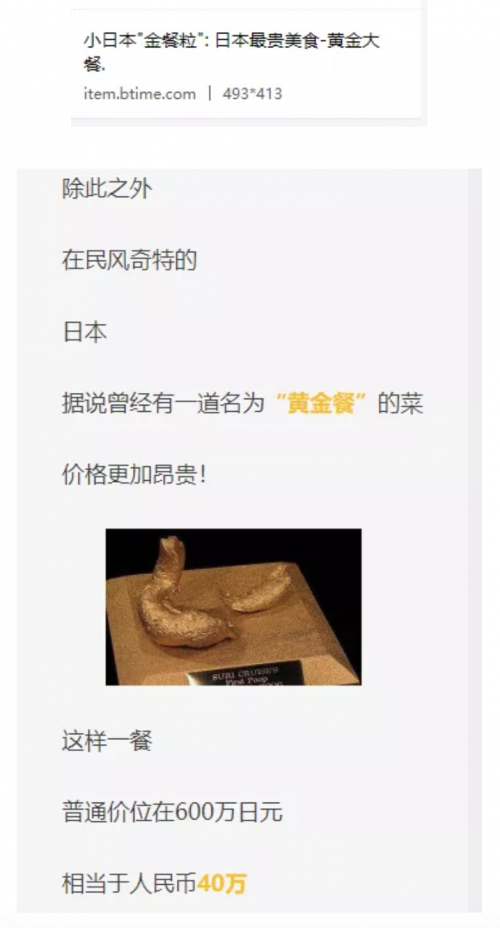 小日本"金餐粒": 日本最贵美食-黄金大
餐.
item.btime.com | 493*413
除此之外
在民风奇特的
日本
据说曾经有一道名为“黄金餐”的菜
价格更加昂贵!
SURI CRUISE'S
First Poop
这样一餐
普通价位在600万日元
相当于人民币40万